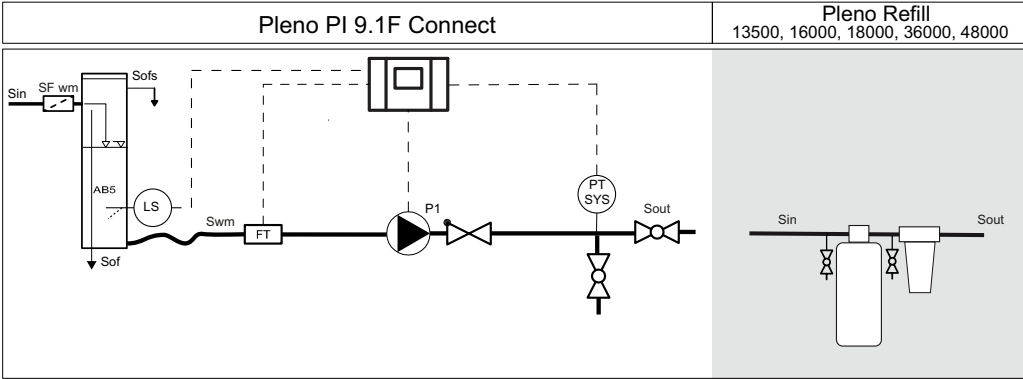 Pleno PI 9.1F Connect
Pleno Refill
13500, 16000, 18000, 36000, 48000
Sin
SF wm
Sofs
AB5
LS
Sof
Swm
FT
P1
PT
SYS
Sout
Sin
Sout